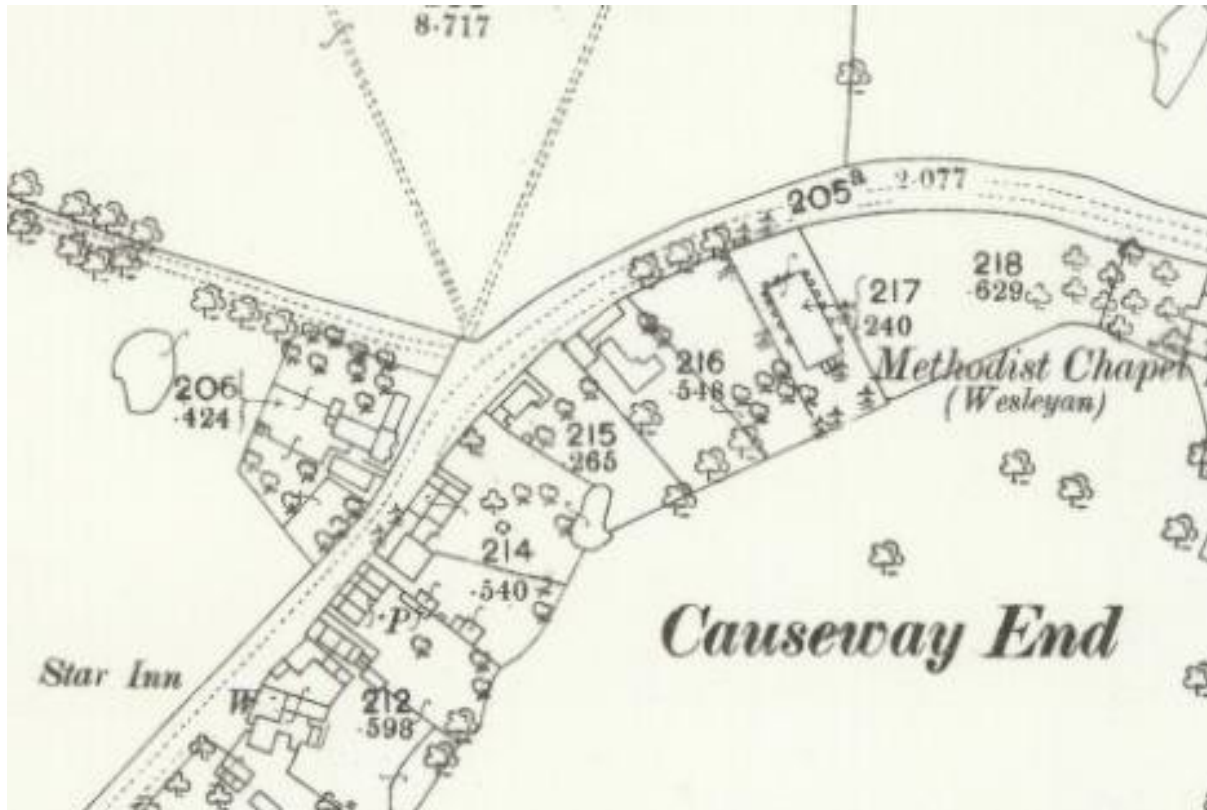 8·717
205a 2·077
218
·629
217
240
Methodist Chapel
(Wesleyan)
216
·548
206
·424
215
265
214
·540
Causeway End
P
Star Inn
W
212
·598